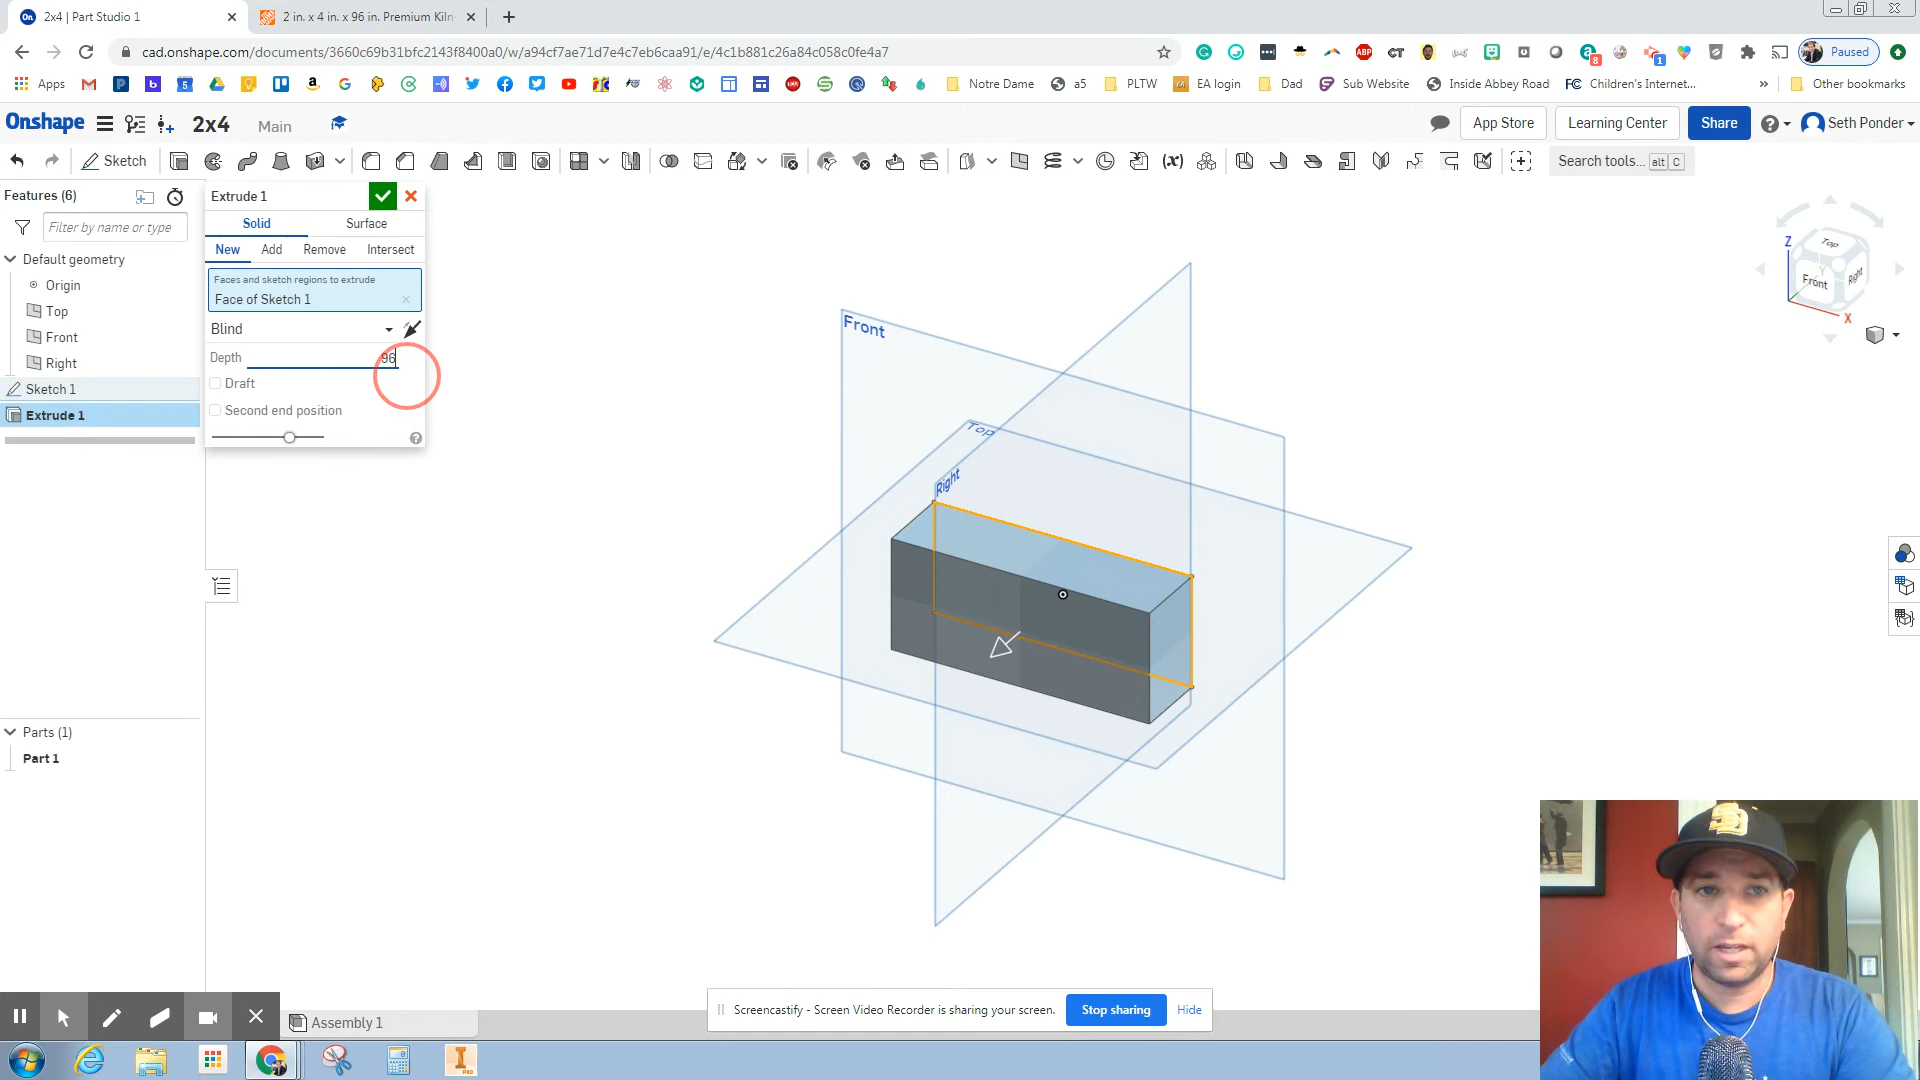 2x4 | Part Studio 1
2 in. x 4 in. x 96 in. Premium Kiln-
cad.onshape.com/documents/3660c69b31bfc2143f8400a0/w/a94cf7ae71d7e4c7eb6caa91/e/4c1b881c26a84c058c0fe4a7
Paused
Apps
Notre Dame
a5
PLTW
EA login
Dad
Sub Website
Inside Abbey Road
Children's Internet...
Other bookmarks
Onshape
2x4
Main
App Store
Learning Center
Share
Seth Ponder
Sketch
Search tools...
alt
C
Features (6)
Filter by name or type
Default geometry
Origin
Top
Front
Right
Sketch 1
Extrude 1
Parts (1)
Part 1
Extrude 1
Solid
Surface
New
Add
Remove
Intersect
Faces and sketch regions to extrude
Face of Sketch 1
Blind
Depth
96
Draft
Second end position
Front
Top
Right
Z
Top
Front
Y
Right
X
Assembly 1
Screencastify - Screen Video Recorder is sharing your screen.
Stop sharing
Hide